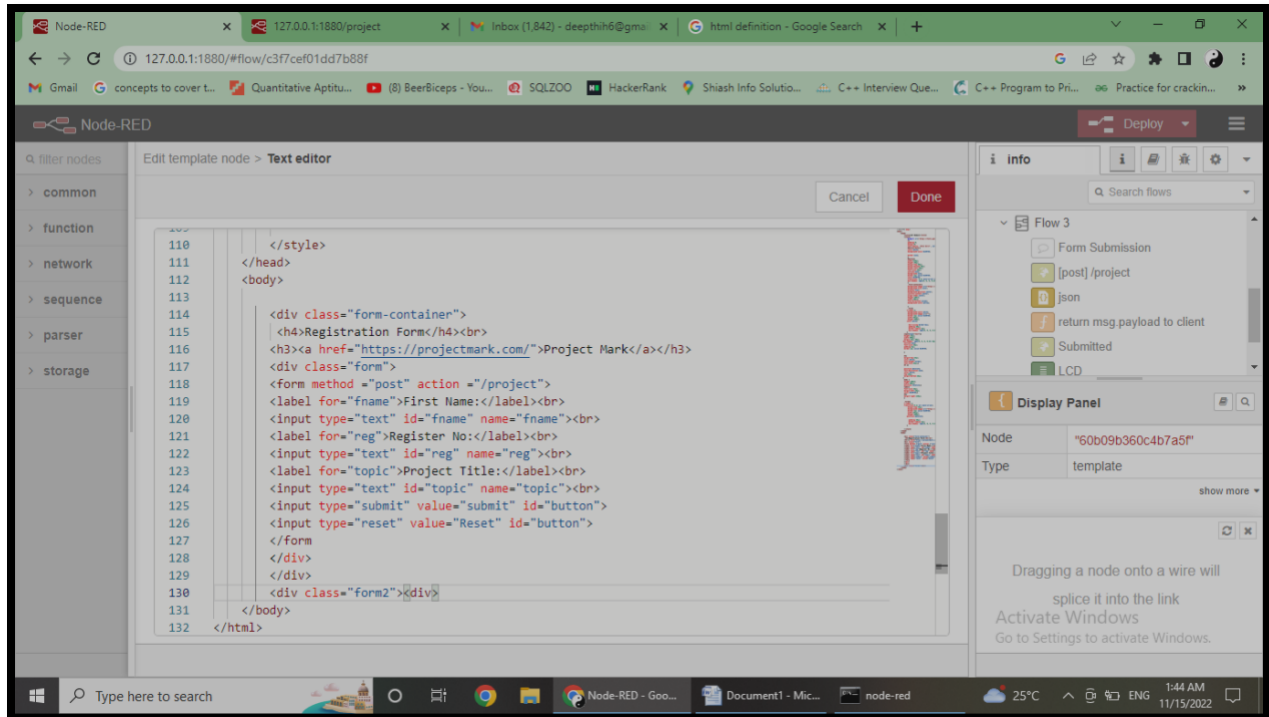 Node-RED
127.0.0.1:1880/project
Inbox (1,842) - deepthih6@gmai
html definition - Google Search
127.0.0.1:1880/#flow/c3f7cef01dd7b88f
Gmail
concepts to cover t...
Quantitative Aptitu...
(8) BeerBiceps - You...
SQLZOO
HackerRank
Shiash Info Solutio...
C++ Interview Que...
C++ Program to Pri...
Practice for crackin...
Node-RED
Deploy
filter nodes
common
function
network
sequence
parser
storage
Edit template node > Text editor
Cancel
Done
109
110 </style>
111 </head>
112 <body>
113
114 <div class="form-container">
115 <h4>Registration Form</h4><br>
116 <h3><a href="https://projectmark.com/">Project Mark</a></h3>
117 <div class="form">
118 <form method ="post" action ="/project">
119 <label for="fname">First Name:</label><br>
120 <input type="text" id="fname" name="fname"><br>
121 <label for="reg">Register No:</label><br>
122 <input type="text" id="reg" name="reg"><br>
123 <label for="topic">Project Title:</label><br>
124 <input type="text" id="topic" name="topic"><br>
125 <input type="submit" value="submit" id="button">
126 <input type="reset" value="Reset" id="button">
127 </form
128 </div>
129 </div>
130 <div class="form2"><div>
131 </body>
132 </html>
i info
Search flows
Flow 3
Form Submission
[post] /project
json
return msg.payload to client
Submitted
LCD
Display Panel
Node "60b09b360c4b7a5f"
Type template
show more
Dragging a node onto a wire will
splice it into the link
Activate Windows
Go to Settings to activate Windows.
Type here to search
Node-RED - Goo...
Document1 - Mic...
node-red
25°C
ENG
1:44 AM
11/15/2022